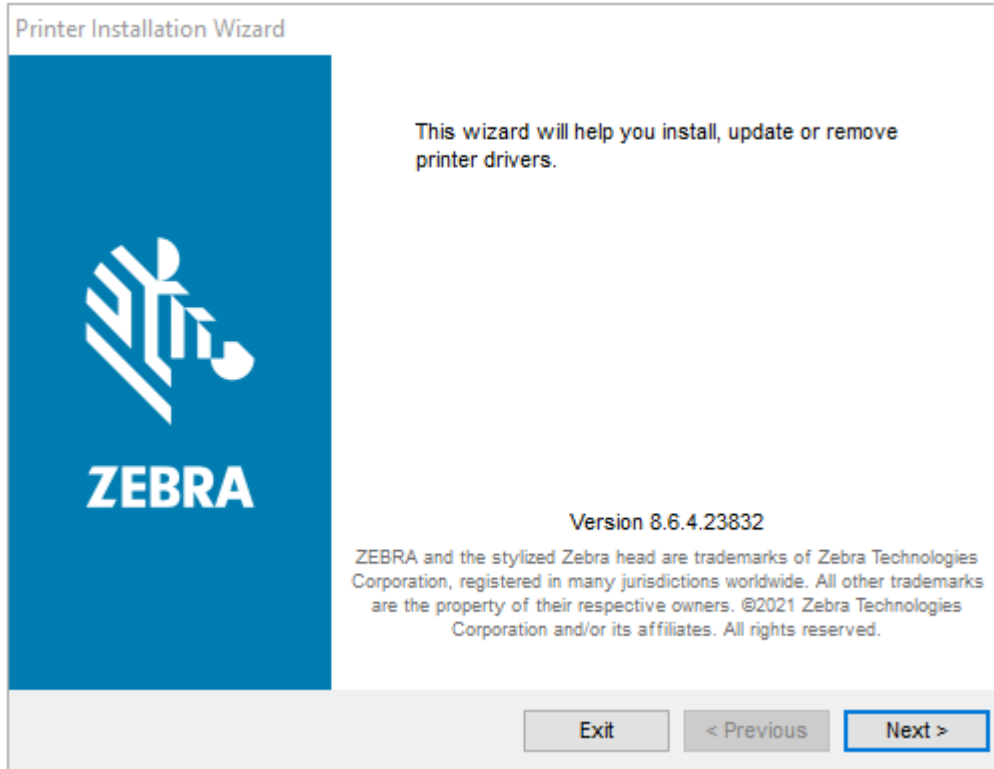 Printer Installation Wizard
This wizard will help you install, update or remove
printer drivers.
ZEBRA
Version 8.6.4.23832
ZEBRA and the stylized Zebra head are trademarks of Zebra Technologies
Corporation, registered in many jurisdictions worldwide. All other trademarks
are the property of their respective owners. ©2021 Zebra Technologies
Corporation and/or its affiliates. All rights reserved.
Exit
< Previous
Next >